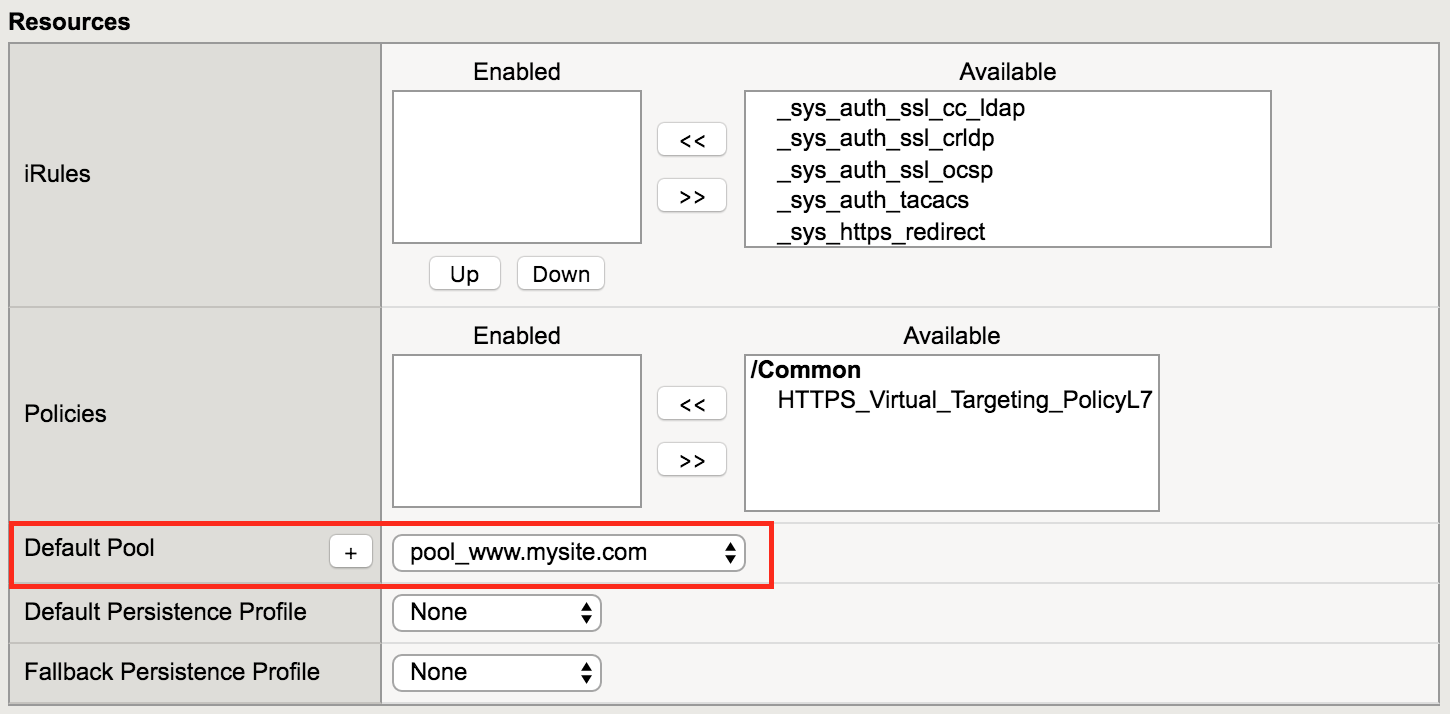 Resources
iRules
Enabled
Available
_sys_auth_ssl_cc_ldap
_sys_auth_ssl_crldp
_sys_auth_ssl_ocsp
_sys_auth_tacacs
_sys_https_redirect
<<
>>
Up
Down
Policies
Enabled
Available
/Common
HTTPS_Virtual_Targeting_PolicyL7
<<
>>
Default Pool
+
pool_www.mysite.com
Default Persistence Profile
None
Fallback Persistence Profile
None